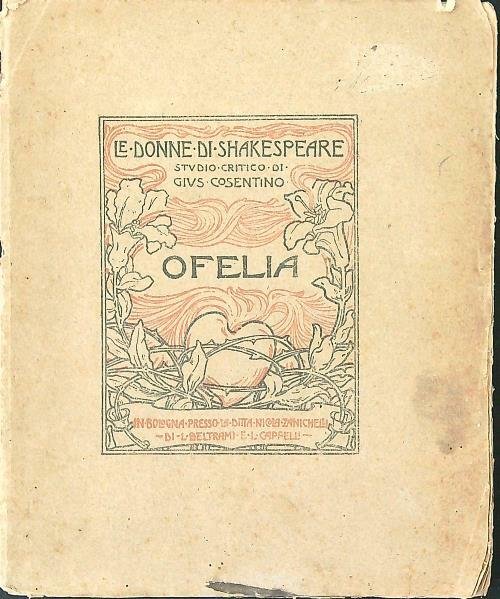 LE·DONNE·DI·SHAKESPEARE
STVDIO·CRITICO·DI·
GIVS·COSENTINO
OFELIA
IN·BOLOGNA·PRESSO·LA·DITTA·NICOLA·ZANICHELLI
—DI·L·BELTRAMI·E·L·CAPPELLI—